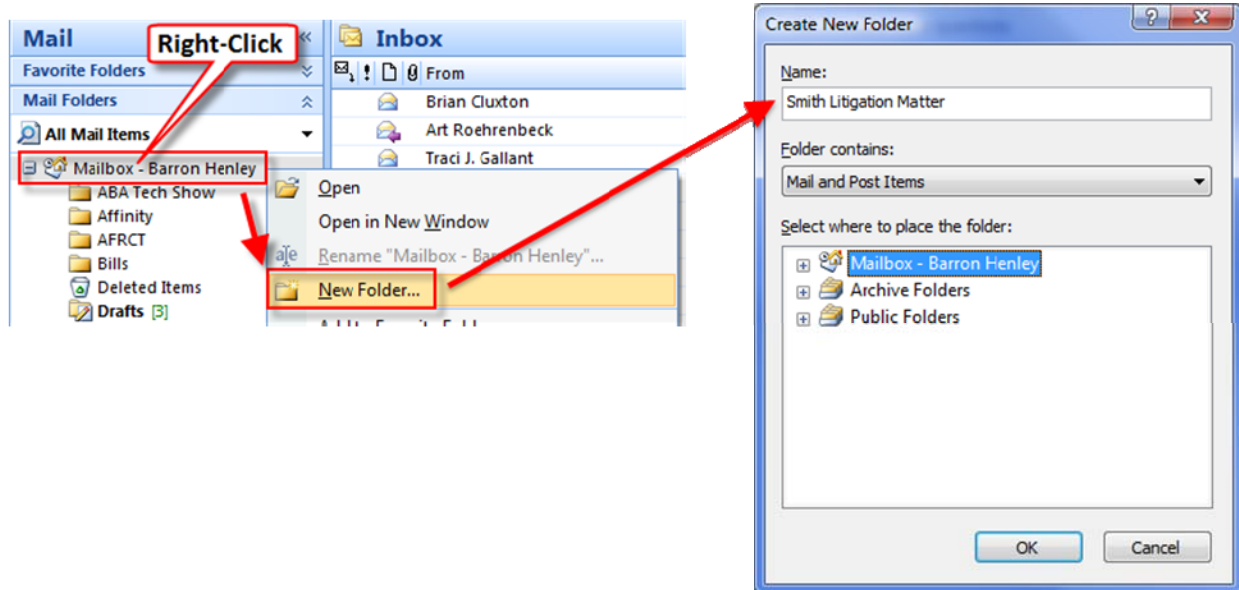 Mail
Right-Click
«
Favorite Folders
Mail Folders
All Mail Items
Mailbox - Barron Henley
ABA Tech Show
Affinity
AFRCT
Bills
Deleted Items
Drafts [3]
Inbox
From
Brian Cluxton
Art Roehrenbeck
Traci J. Gallant
Open
Open in New Window
Rename "Mailbox - Barron Henley"...
New Folder...
Create New Folder
Name:
Smith Litigation Matter
Folder contains:
Mail and Post Items
Select where to place the folder:
Mailbox - Barron Henley
Archive Folders
Public Folders
OK Cancel